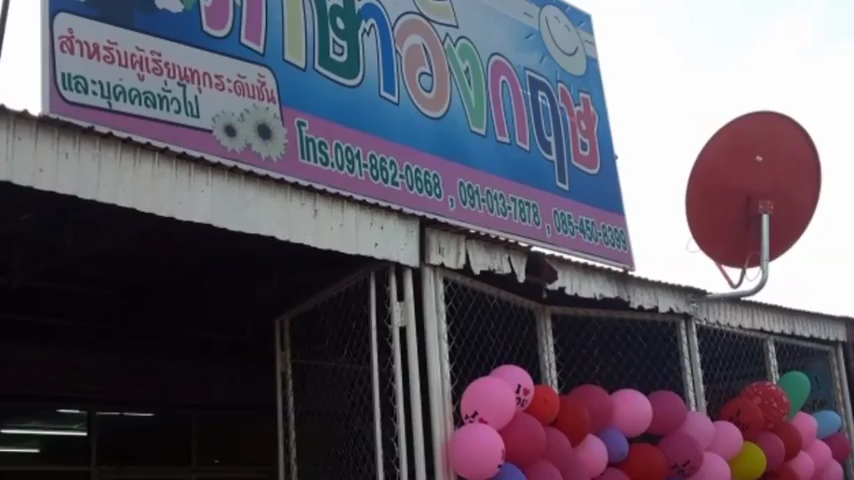 ภาษาอังกฤษ
สำหรับผู้เรียนทุกระดับชั้น
และบุคคลทั่วไป
โทร.091-862-0668 , 091-013-7878 , 085-450-8399